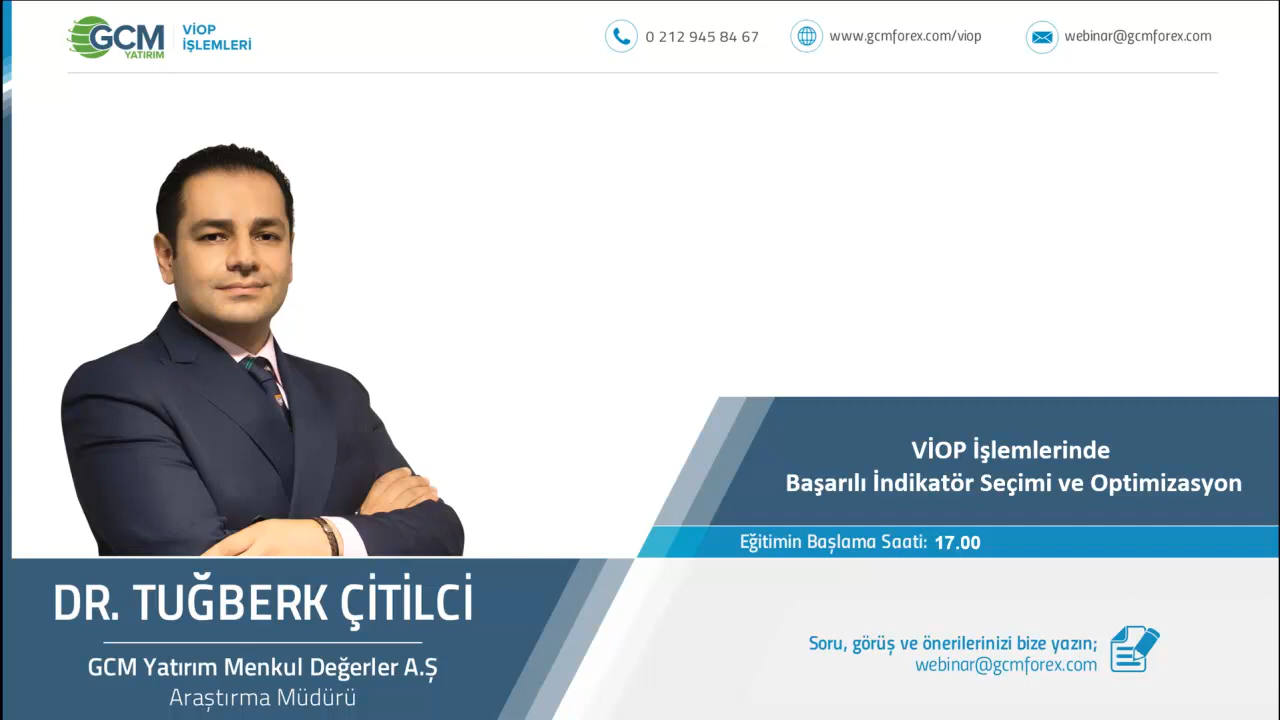 GCM
YATIRIM
VİOP
İŞLEMLERİ
0 212 945 84 67
www.gcmforex.com/viop
webinar@gcmforex.com
VİOP İşlemlerinde
Başarılı İndikatör Seçimi ve Optimizasyon
Eğitimin Başlama Saati: 17.00
DR. TUĞBERK ÇİTİLCİ
GCM Yatırım Menkul Değerler A.Ş
Araştırma Müdürü
Soru, görüş ve önerilerinizi bize yazın;
webinar@gcmforex.com